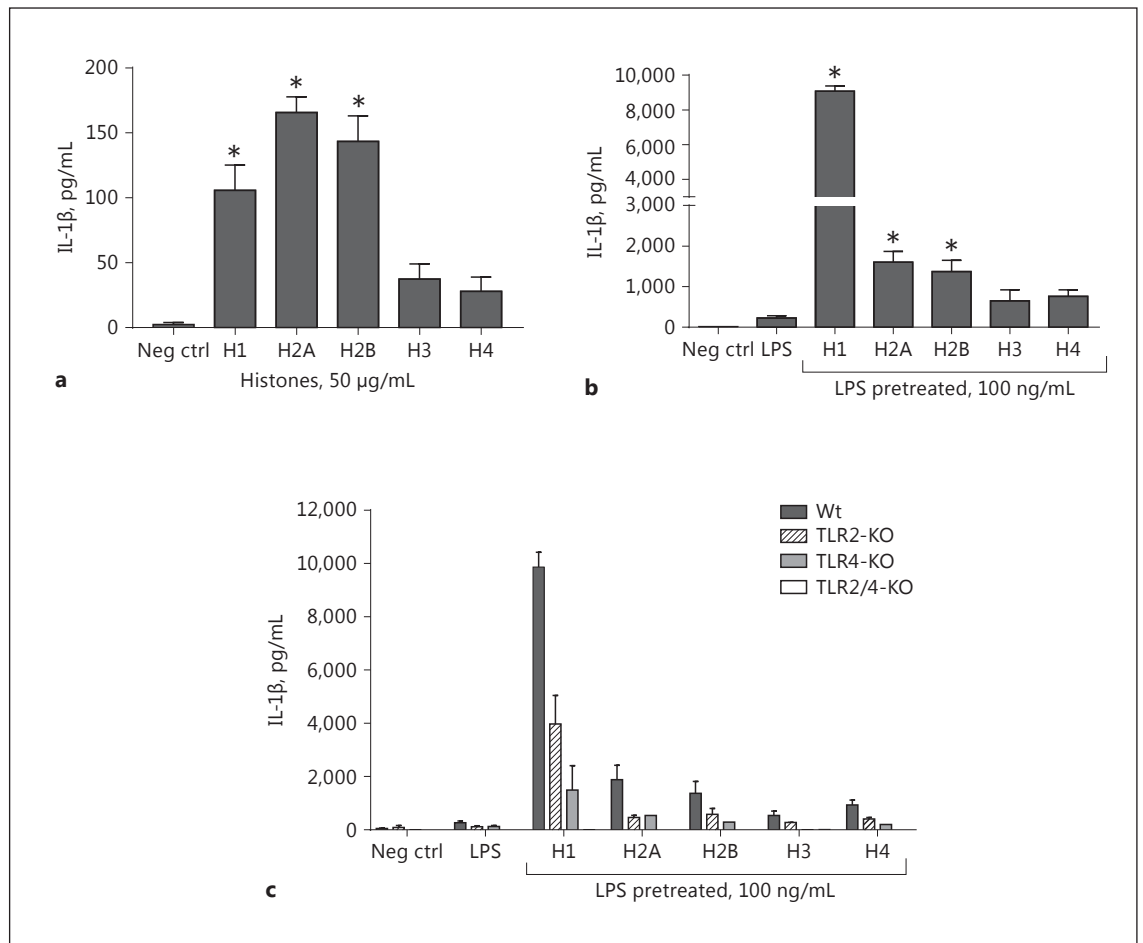 200
150
100
50
0
IL-1β, pg/mL
*
*
*
Neg ctrl H1 H2A H2B H3 H4
Histones, 50 µg/mL
a
10,000
8,000
6,000
4,000
3,000
2,000
1,000
0
IL-1β, pg/mL
*
*
*
Neg ctrl LPS H1 H2A H2B H3 H4
LPS pretreated, 100 ng/mL
b
12,000
10,000
8,000
6,000
4,000
2,000
0
IL-1β, pg/mL
Wt
TLR2-KO
TLR4-KO
TLR2/4-KO
Neg ctrl LPS H1 H2A H2B H3 H4
LPS pretreated, 100 ng/mL
c